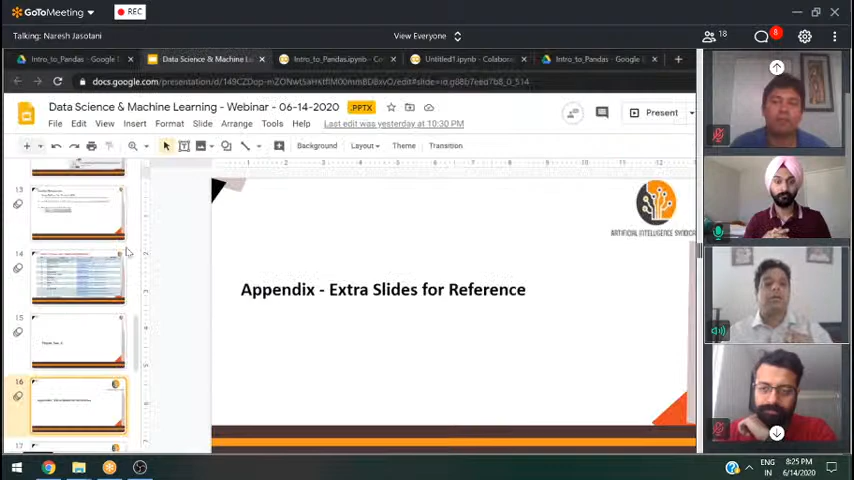 GoToMeeting
REC
Talking: Naresh Jasotani
View Everyone
18
8
Intro_to_Pandas - Google D
Data Science & Machine L
Intro_to_Pandas.ipynb - Co
Untitled1.ipynb - Colabora
Intro_to_Pandas - Google D
docs.google.com
Data Science & Machine Learning - Webinar - 06-14-2020
.PPTX
Present
File Edit View Insert Format Slide Arrange Tools Help
Last edit was yesterday at 10:30 PM
Background Layout Theme Transition
13
14
15
16
17
ARTIFICIAL INTELLIGENCE SYNDICA
Appendix - Extra Slides for Reference
ENG
IN
8:25 PM
6/14/2020